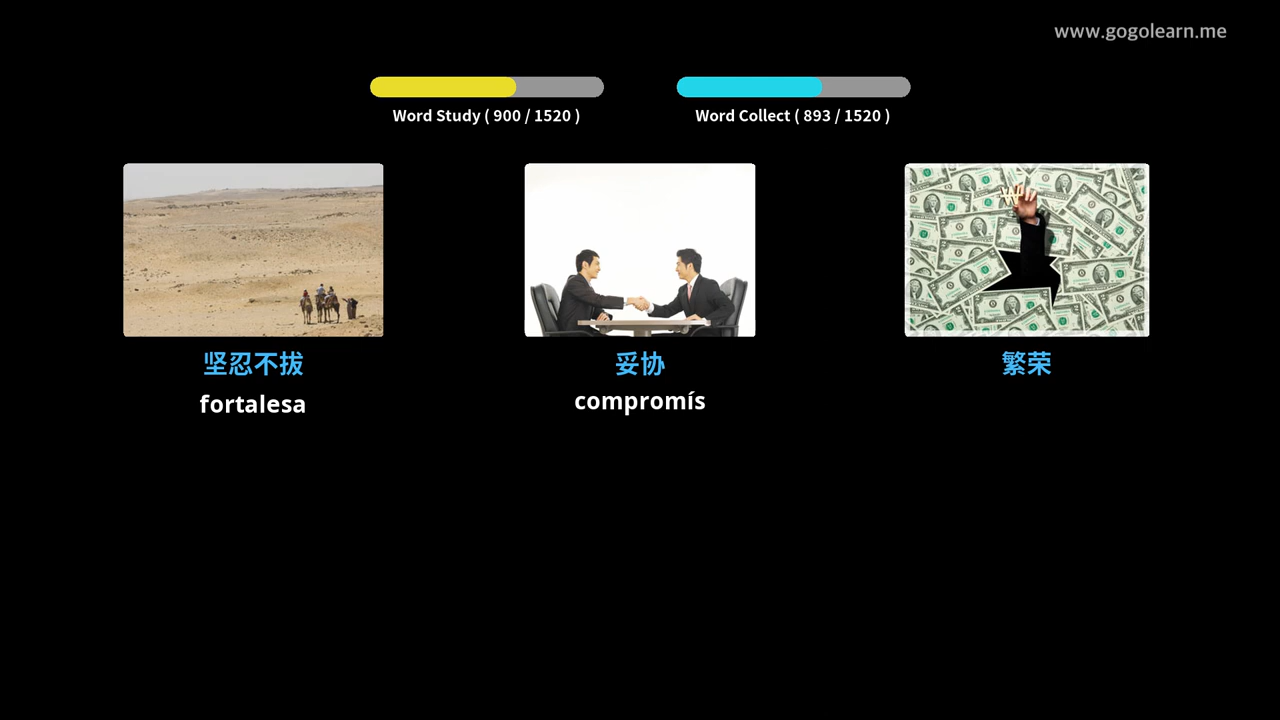 www.gogolearn.me
Word Study ( 900 / 1520 )
Word Collect ( 893 / 1520 )
坚忍不拔
妥协
繁荣
fortalesa
compromís